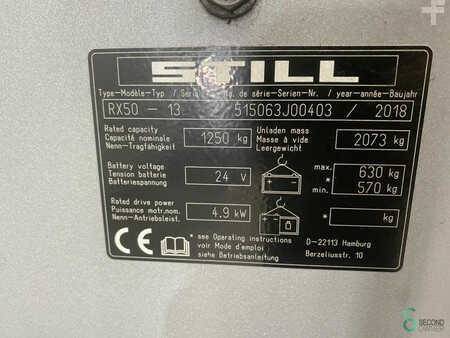 STILL
Type-Modèle-Typ / Serial no. de série-Serien-Nr. / year-année-Baujahr
RX50 - 13 / 515063J00403 / 2018
Rated capacity
Capacité nominale
Nenn-Tragfähigkeit
1250 kg
Unladen mass
Masse à vide
Leergewicht
2073 kg
Battery voltage
Tension batterie
Batteriespannung
24 V
max. 630 kg
*
min. 570 kg
Rated drive power
Puissance motr.nom.
Nenn-Antriebsleist.
4.9 kW
* kg
CE
* see Operating instructions
voir Mode d'emploi
siehe Betriebsanleitung
D-22113 Hamburg
Berzeliusstr. 10
SECOND